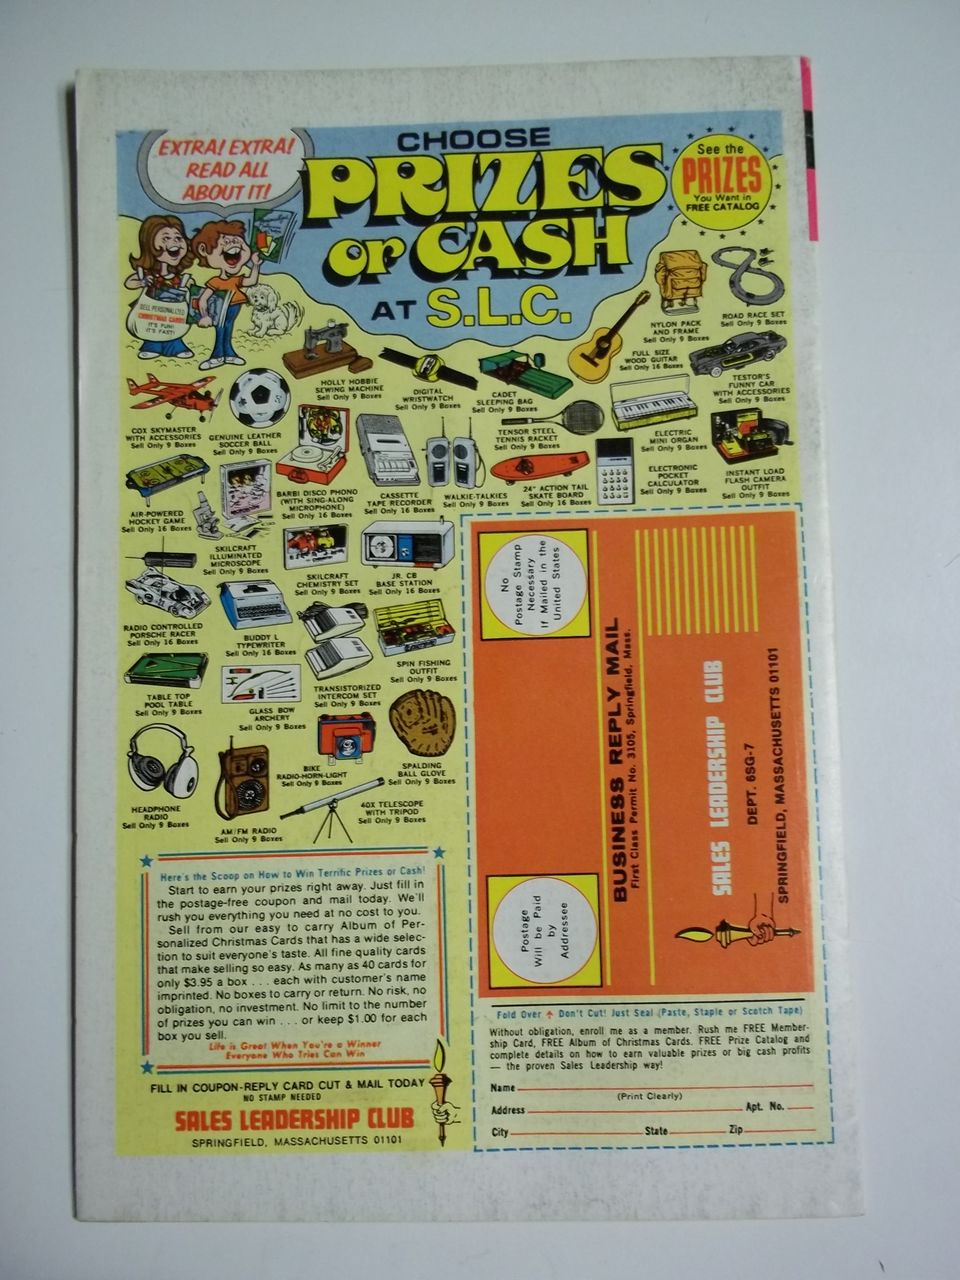 EXTRA! EXTRA!
READ ALL
ABOUT IT!
CHOOSE
PRIZES
or CASH
AT S.L.C.
See the
PRIZES
You Want in
FREE CATALOG
SELL PERSONALIZED
CHRISTMAS CARDS
IT'S FUN!
IT'S FAST!
NYLON PACK
AND FRAME
Sell Only 9 Boxes
ROAD RACE SET
Sell Only 9 Boxes
HOLLY HOBBIE
SEWING MACHINE
Sell Only 9 Boxes
DIGITAL
WRISTWATCH
Sell Only 9 Boxes
CADET
SLEEPING BAG
Sell Only 9 Boxes
FULL SIZE
WOOD GUITAR
Sell Only 16 Boxes
TESTOR'S
FUNNY CAR
WITH ACCESSORIES
Sell Only 9 Boxes
COX SKYMASTER
WITH ACCESSORIES
Sell Only 9 Boxes
GENUINE LEATHER
SOCCER BALL
Sell Only 9 Boxes
BARBI DISCO PHONO
(WITH SING-ALONG
MICROPHONE)
Sell Only 16 Boxes
CASSETTE
TAPE RECORDER
Sell Only 16 Boxes
WALKIE-TALKIES
Sell Only 9 Boxes
TENSOR STEEL
TENNIS RACKET
Sell Only 9 Boxes
24" ACTION TAIL
SKATE BOARD
Sell Only 16 Boxes
ELECTRIC
MINI ORGAN
Sell Only 9 Boxes
ELECTRONIC
POCKET
CALCULATOR
Sell Only 9 Boxes
INSTANT LOAD
FLASH CAMERA
OUTFIT
Sell Only 9 Boxes
AIR-POWERED
HOCKEY GAME
Sell Only 16 Boxes
SKILCRAFT
ILLUMINATED
MICROSCOPE
Sell Only 9 Boxes
SKILCRAFT
CHEMISTRY SET
Sell Only 9 Boxes
JR. CB
BASE STATION
Sell Only 16 Boxes
RADIO CONTROLLED
PORSCHE RACER
Sell Only 16 Boxes
BUDDY L
TYPEWRITER
Sell Only 16 Boxes
TRANSISTORIZED
INTERCOM SET
Sell Only 9 Boxes
SPIN FISHING
OUTFIT
Sell Only 9 Boxes
TABLE TOP
POOL TABLE
Sell Only 9 Boxes
GLASS BOW
ARCHERY
Sell Only 9 Boxes
BIKE
RADIO-HORN-LIGHT
Sell Only 9 Boxes
SPALDING
BALL GLOVE
Sell Only 9 Boxes
HEADPHONE
RADIO
Sell Only 9 Boxes
AM/FM RADIO
Sell Only 9 Boxes
40X TELESCOPE
WITH TRIPOD
Sell Only 9 Boxes
Here's the Scoop on How to Win Terrific Prizes or Cash!
Start to earn your prizes right away. Just fill in
the postage-free coupon and mail today. We'll
rush you everything you need at no cost to you.
Sell from our easy to carry Album of Per-
sonalized Christmas Cards that has a wide selec-
tion to suit everyone's taste. All fine quality cards
that make selling so easy. As many as 40 cards for
only $3.95 a box . . . each with customer's name
imprinted. No boxes to carry or return. No risk, no
obligation, no investment. No limit to the number
of prizes you can win . . . or keep $1.00 for each
box you sell.
Life is Great When You're a Winner
Everyone Who Tries Can Win
FILL IN COUPON-REPLY CARD CUT & MAIL TODAY
NO STAMP NEEDED
SALES LEADERSHIP CLUB
SPRINGFIELD, MASSACHUSETTS 01101
No
Postage Stamp
Necessary
If Mailed in the
United States
BUSINESS REPLY MAIL
First Class Permit No. 3105, Springfield, Mass.
Postage
Will be Paid
by
Addressee
SALES LEADERSHIP CLUB
DEPT. 6SG-7
SPRINGFIELD, MASSACHUSETTS 01101
Fold Over ↑ Don't Cut! Just Seal (Paste, Staple or Scotch Tape)
Without obligation, enroll me as a member. Rush me FREE Member-
ship Card, FREE Album of Christmas Cards. FREE Prize Catalog and
complete details on how to earn valuable prizes or big cash profits
— the proven Sales Leadership way!
Name
(Print Clearly)
Address Apt. No.
City State Zip